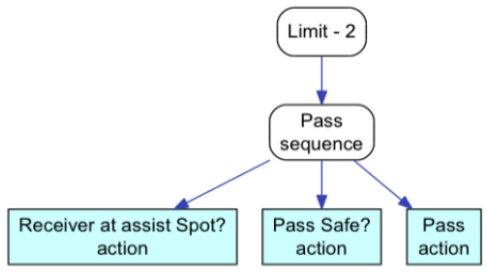 Limit - 2
Pass
sequence
Receiver at assist Spot?
action
Pass Safe?
action
Pass
action